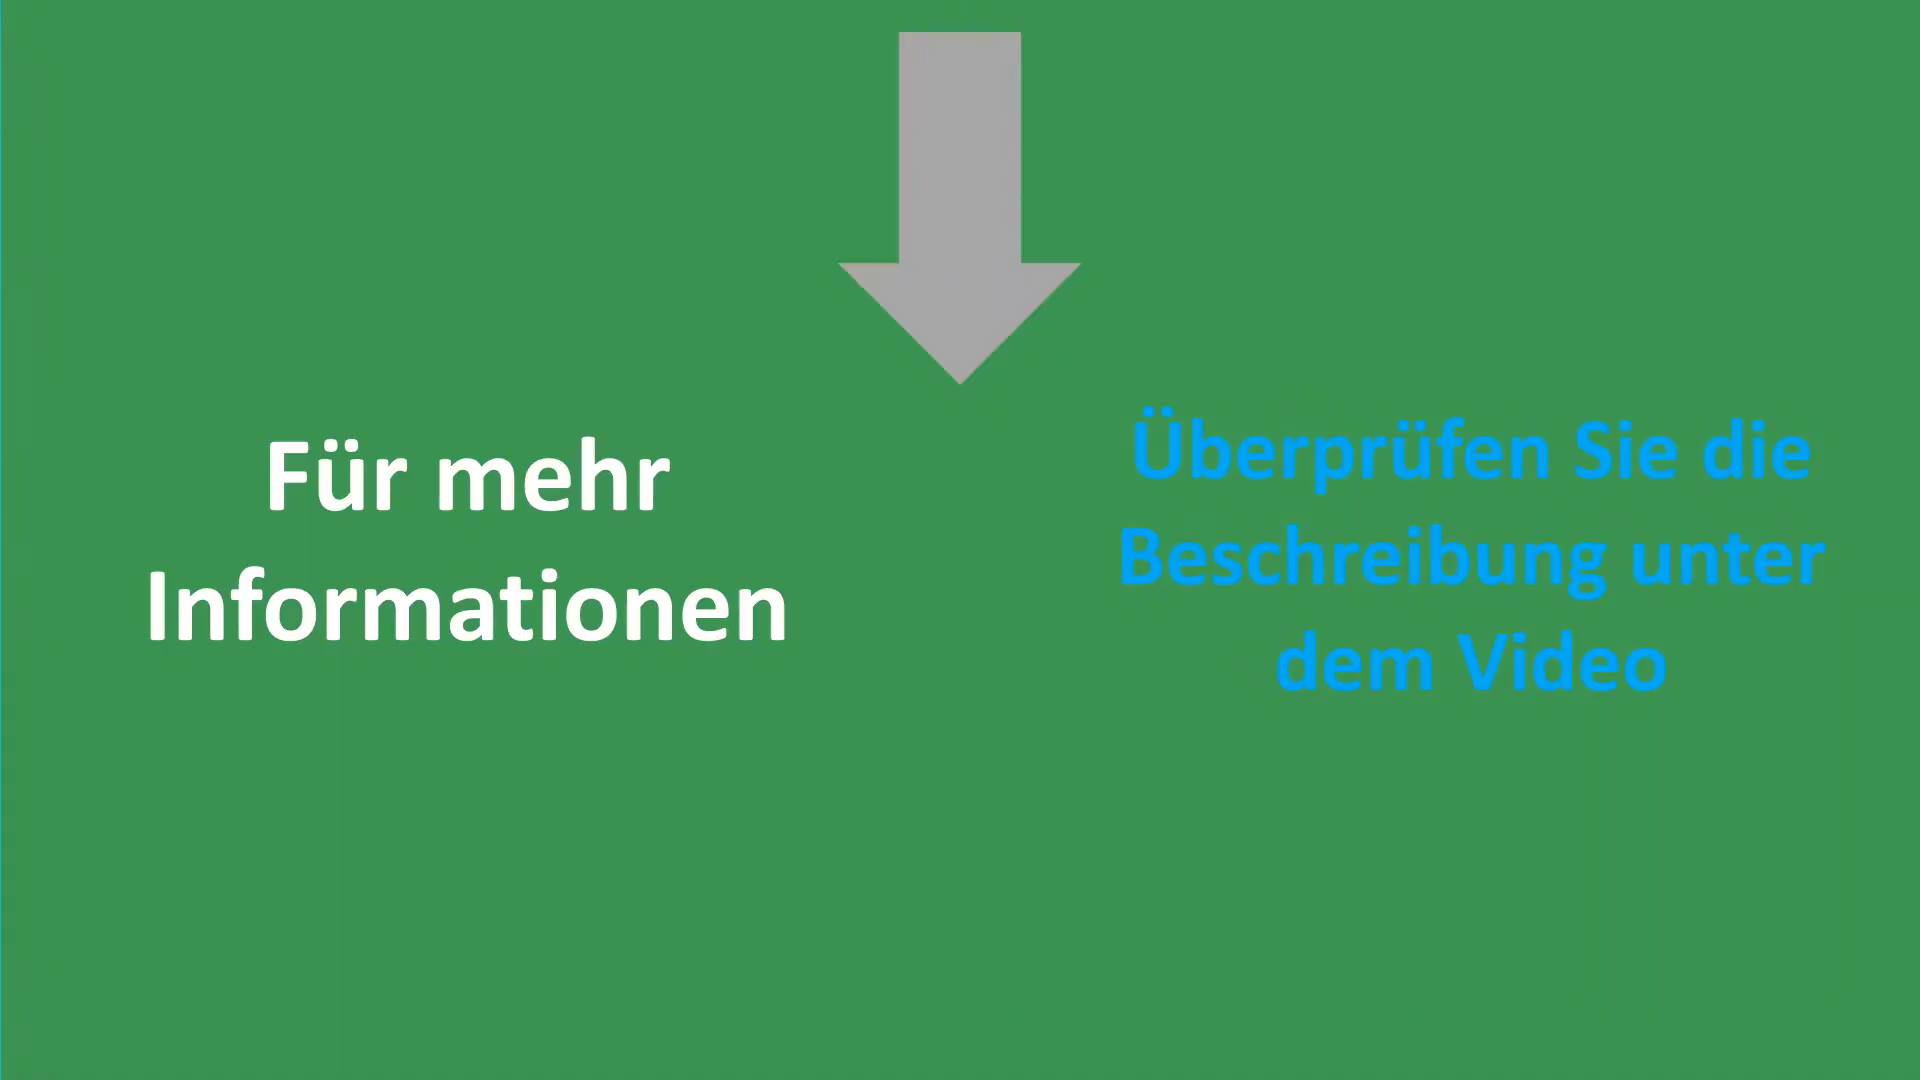 Für mehr
Informationen
Überprüfen Sie die
Beschreibung unter
dem Video